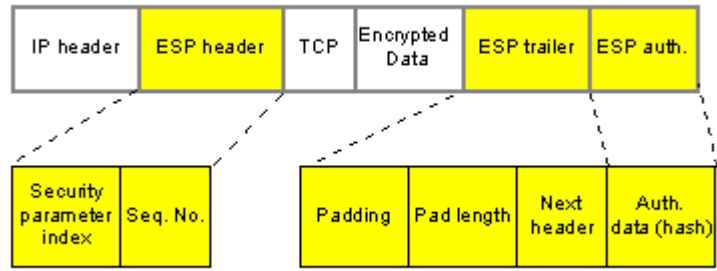 IP header
ESP header
TCP
Encrypted
Data
ESP trailer
ESP auth.
Security
parameter
index
Seq. No.
Padding
Pad length
Next
header
Auth.
data (hash)